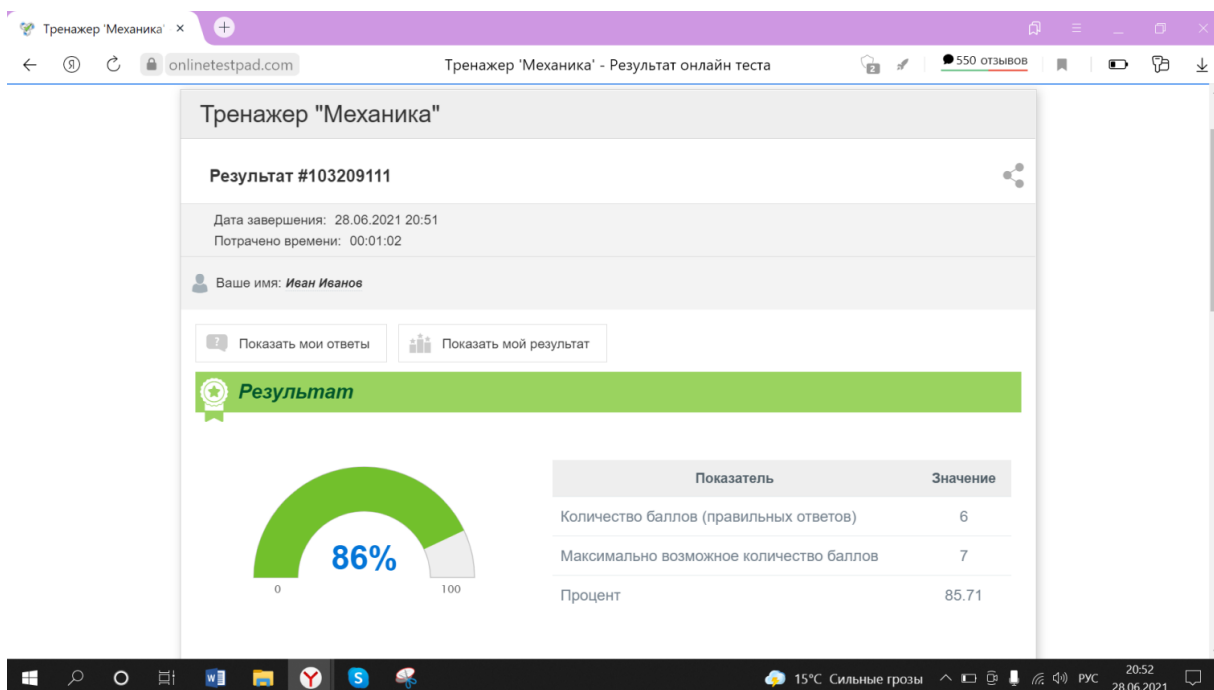 Тренажер 'Механика'
onlinetestpad.com
Тренажер 'Механика' - Результат онлайн теста
2
550 отзывов
Тренажер "Механика"
Результат #103209111
Дата завершения: 28.06.2021 20:51
Потрачено времени: 00:01:02
Ваше имя: Иван Иванов
Показать мои ответы
Показать мой результат
Результат
86%
0
100
Показатель Значение
Количество баллов (правильных ответов) 6
Максимально возможное количество баллов 7
Процент 85.71
15°C Сильные грозы
РУС
20:52
28.06.2021